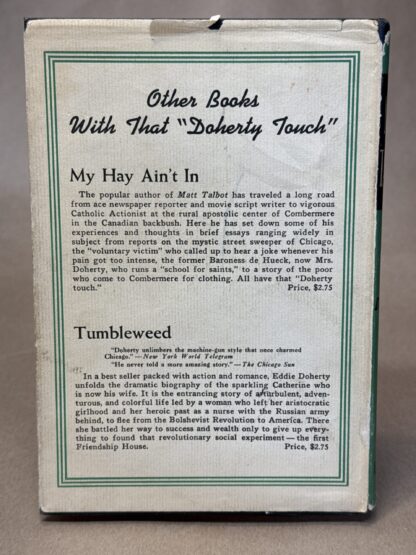 Other Books
With That "Doherty Touch"
My Hay Ain't In
The popular author of Matt Talbot has traveled a long road
from ace newspaper reporter and movie script writer to vigorous
Catholic Actionist at the rural apostolic center of Combermere
in the Canadian backbush. Here he has set down some of his
experiences and thoughts in brief essays ranging widely in
subject from reports on the mystic street sweeper of Chicago,
the "voluntary victim" who called up to hear a joke whenever his
pain got too intense, the former Baroness de Hueck, now Mrs.
Doherty, who runs a "school for saints," to a story of the poor
who come to Combermere for clothing. All have that "Doherty
touch." Price, $2.75
Tumbleweed
"Doherty unlimbers the machine-gun style that once charmed
Chicago."—New York World Telegram
"He never told a more amazing story."—The Chicago Sun
In a best seller packed with action and romance, Eddie Doherty
unfolds the dramatic biography of the sparkling Catherine who
is now his wife. It is the entrancing story of a turbulent, adven-
turous, and colorful life led by a woman who left her aristocratic
girlhood and her heroic past as a nurse with the Russian army
behind, to flee from the Bolshevist Revolution to America. There
she battled her way to success and wealth only to give up every-
thing to found that revolutionary social experiment—the first
Friendship House. Price, $2.75